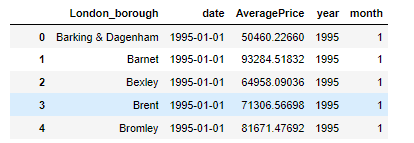 London_borough date AveragePrice year month
0 Barking & Dagenham 1995-01-01 50460.22660 1995 1
1 Barnet 1995-01-01 93284.51832 1995 1
2 Bexley 1995-01-01 64958.09036 1995 1
3 Brent 1995-01-01 71306.56698 1995 1
4 Bromley 1995-01-01 81671.47692 1995 1